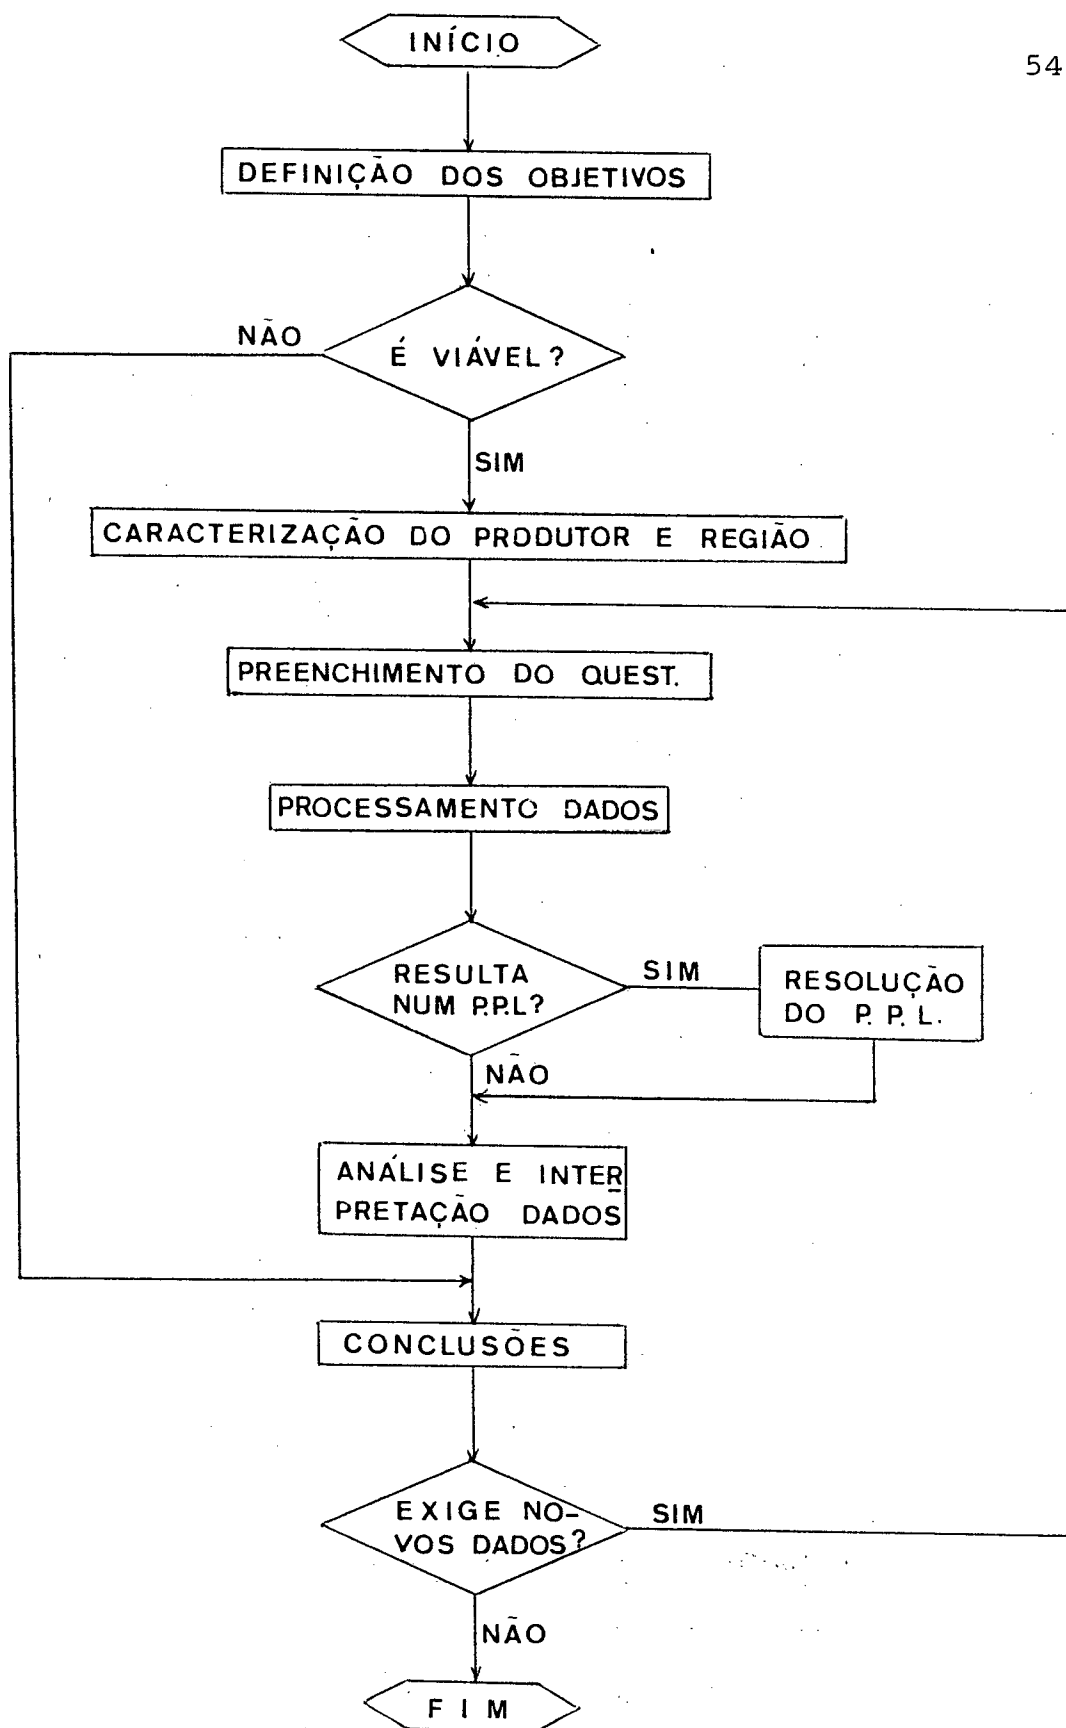 INÍCIO
54
DEFINIÇÃO DOS OBJETIVOS
NÃO
É VIÁVEL?
SIM
CARACTERIZAÇÃO DO PRODUTOR E REGIÃO
PREENCHIMENTO DO QUEST.
PROCESSAMENTO DADOS
RESULTA
NUM P.P.L?
SIM
RESOLUÇÃO
DO P. P. L.
NÃO
ANÁLISE E INTER
PRETAÇÃO DADOS
CONCLUSÕES
EXIGE NO-
VOS DADOS?
SIM
NÃO
FIM